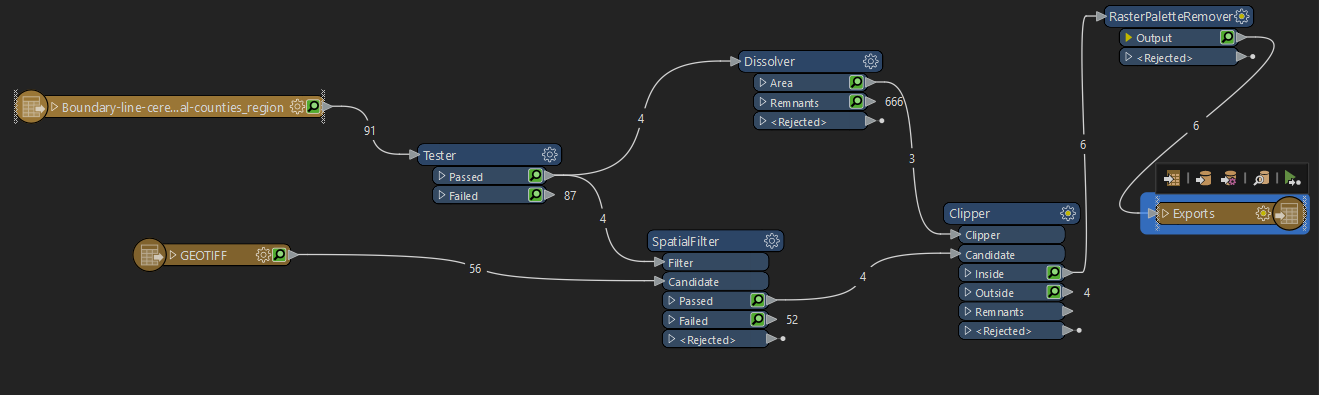 RasterPaletteRemover
Output
<Rejected>
Dissolver
Area
Remnants
666
<Rejected>
Boundary-line-cere...al-counties_region
91
4
3
6
6
Tester
Passed
Failed
87
4
Exports
Clipper
Clipper
Candidate
Inside
Outside
4
Remnants
<Rejected>
SpatialFilter
Filter
Candidate
Passed
Failed
52
<Rejected>
GEOTIFF
56
4